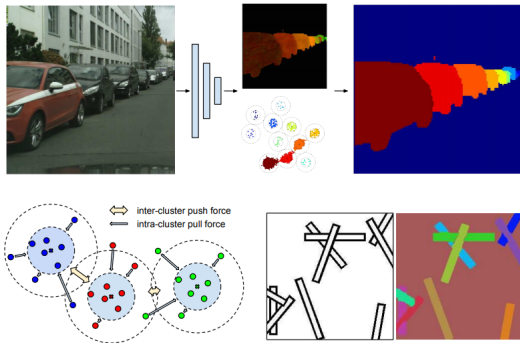 inter-cluster push force
intra-cluster pull force